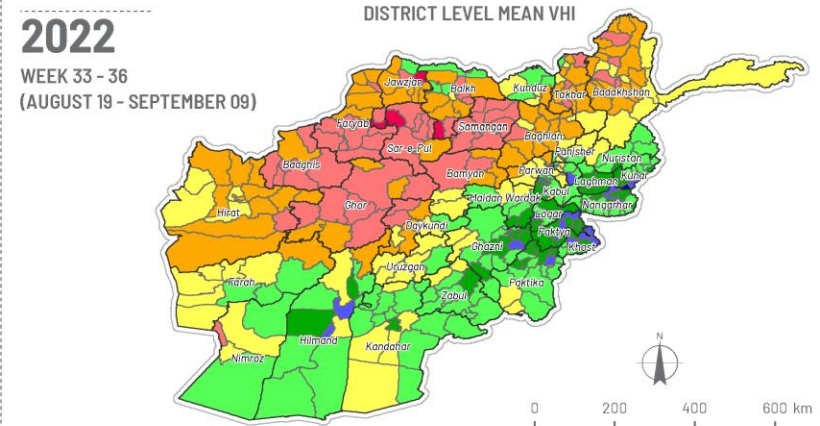 DISTRICT LEVEL MEAN VHI
2022
WEEK 33 - 36
(AUGUST 19 - SEPTEMBER 09)
Jawzjan
Balkh
Kunduz
Takhar
Badakhshan
Faryab
Samangan
Baghlan
Sar-e-Pul
Panjsher
Nuristan
Badghis
Bamyan
Parwan
Laghman
Kunar
Kabul
Hirat
Ghor
Maidan Wardak
Nangarhar
Logar
Daykundi
Paktya
Ghazni
Khost
Uruzgan
Farah
Zabul
Paktika
Hilmand
Kandahar
Nimroz
N
0 200 400 600 km